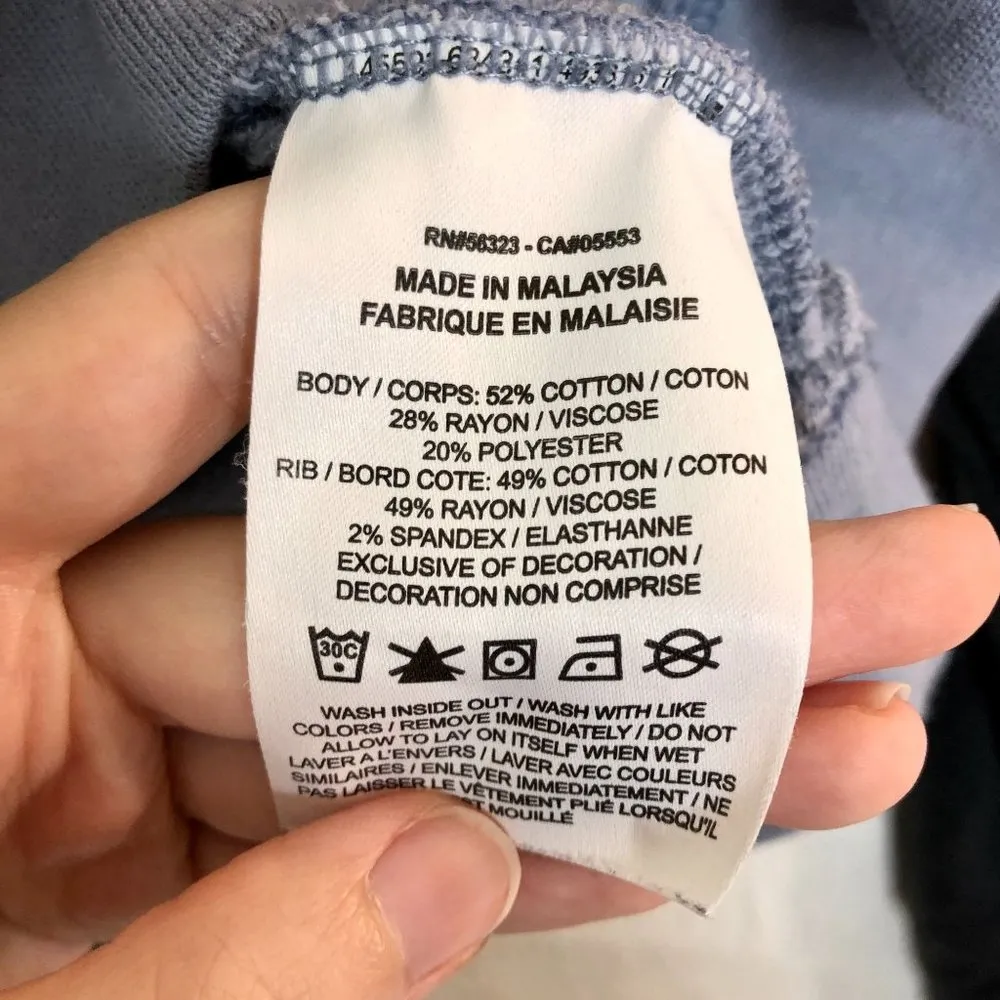 RN#56323 - CA#05553
MADE IN MALAYSIA
FABRIQUE EN MALAISIE
BODY / CORPS: 52% COTTON / COTON
28% RAYON / VISCOSE
20% POLYESTER
RIB / BORD COTE: 49% COTTON / COTON
49% RAYON / VISCOSE
2% SPANDEX / ELASTHANNE
EXCLUSIVE OF DECORATION /
DECORATION NON COMPRISE
30C
WASH INSIDE OUT / WASH WITH LIKE
COLORS / REMOVE IMMEDIATELY / DO NOT
ALLOW TO LAY ON ITSELF WHEN WET
LAVER A L'ENVERS / LAVER AVEC COULEURS
SIMILAIRES / ENLEVER IMMEDIATEMENT / NE
PAS LAISSER LE VÊTEMENT PLIÉ LORSQU'IL
MOUILLÉ